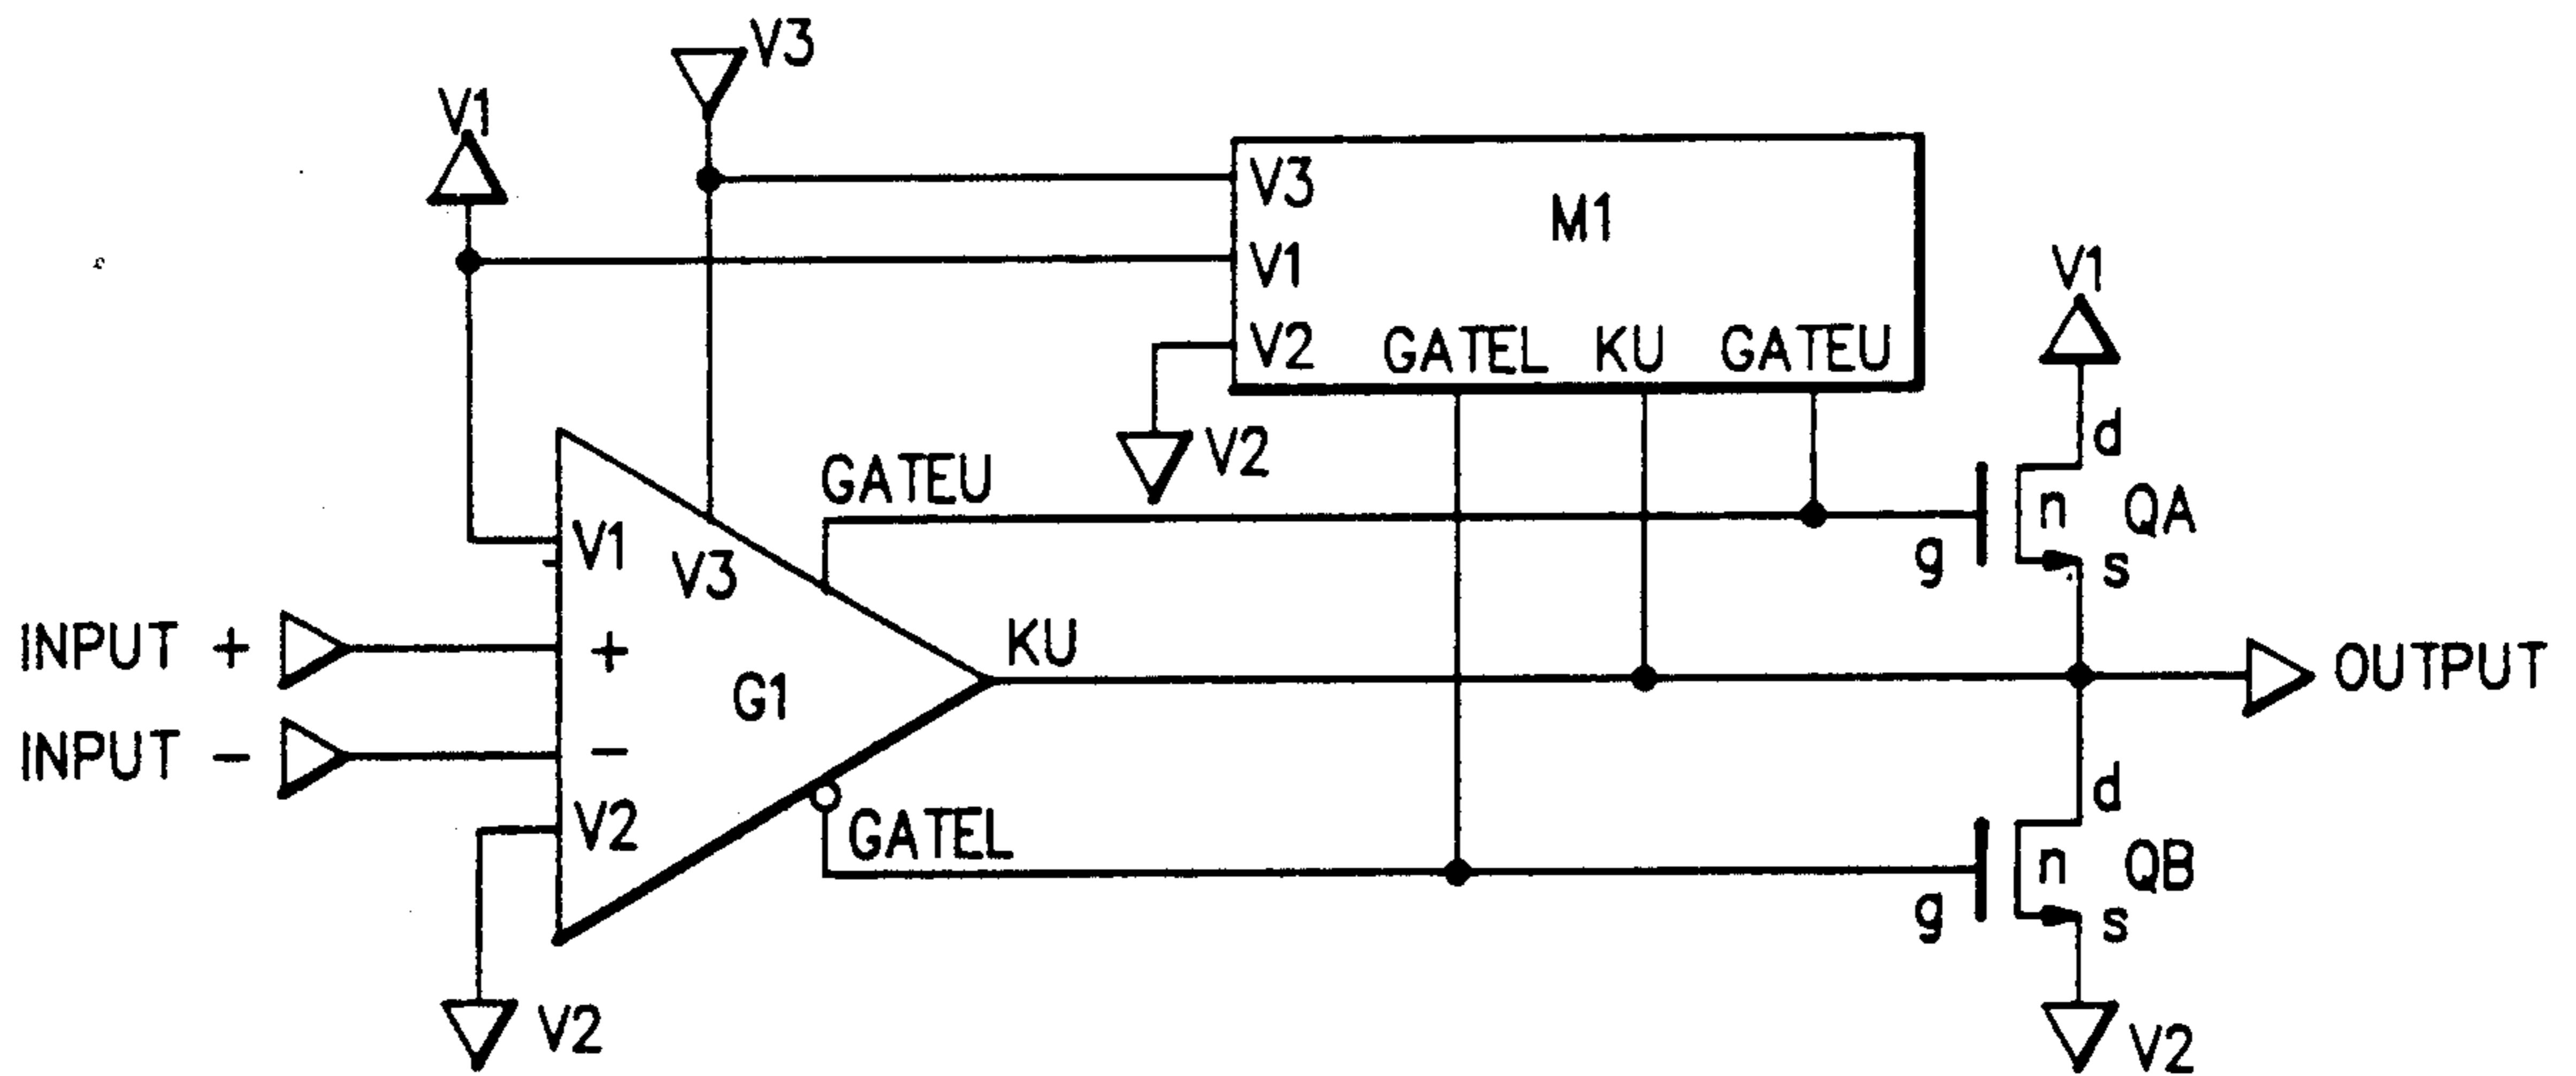 V3
V1
V3
M1
V1
V2
GATEL KU GATEU
V1
V2
d
GATEU
n
QA
g
s
V1
V3
INPUT +
+
KU
OUTPUT
G1
INPUT -
-
V2
d
GATEL
n
QB
g
s
V2
V2